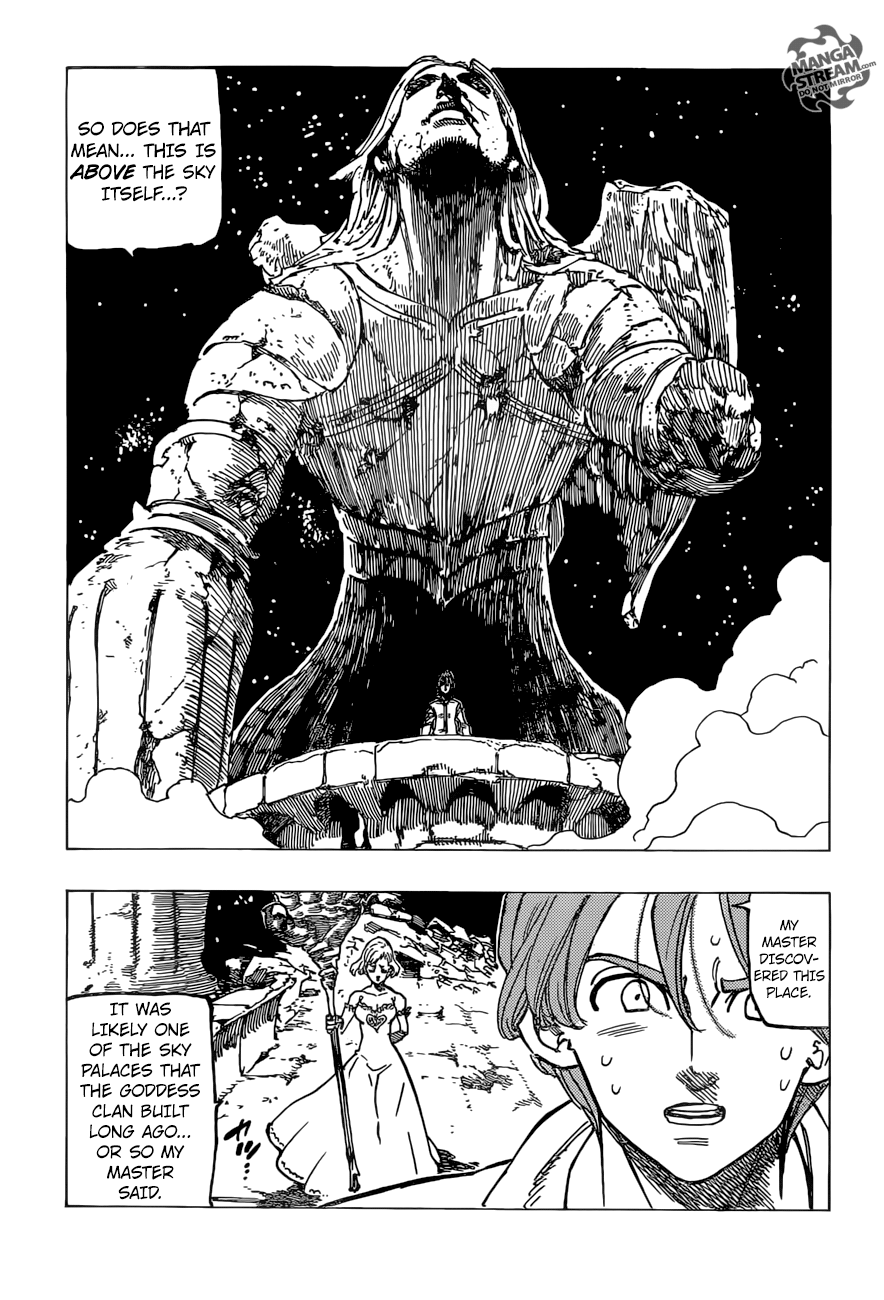 MANGA
STREAM.com
DO NOT MIRROR
SO DOES THAT
MEAN... THIS IS
ABOVE THE SKY
ITSELF...?
MY
MASTER
DISCOV-
ERED THIS
PLACE.
IT WAS
LIKELY ONE
OF THE SKY
PALACES THAT
THE GODDESS
CLAN BUILT
LONG AGO...
OR SO MY
MASTER
SAID.